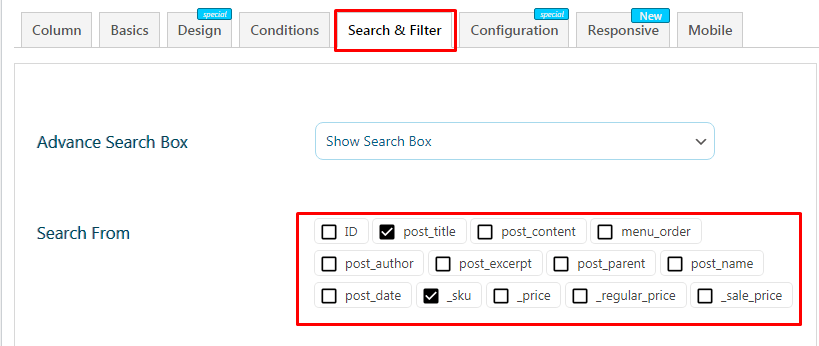 special special New
Column Basics Design Conditions Search & Filter Configuration Responsive Mobile
Advance Search Box Show Search Box
Search From ID post_title post_content menu_order
post_author post_excerpt post_parent post_name
post_date _sku _price _regular_price _sale_price